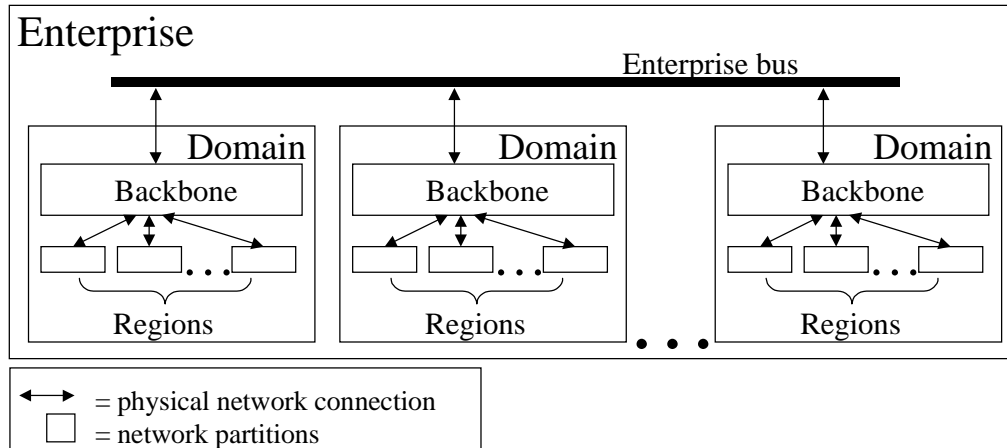 Enterprise
Enterprise bus
Domain
Backbone
Regions
Domain
Backbone
Regions
Domain
Backbone
Regions
= physical network connection
= network partitions